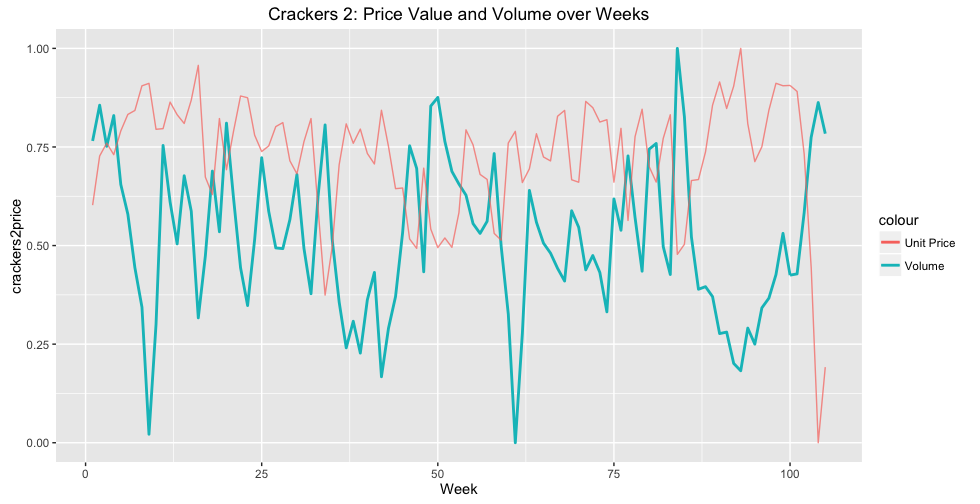 Crackers 2: Price Value and Volume over Weeks
crackers2price
1.00
0.75
0.50
0.25
0.00
0
25
50
75
100
Week
colour
Unit Price
Volume